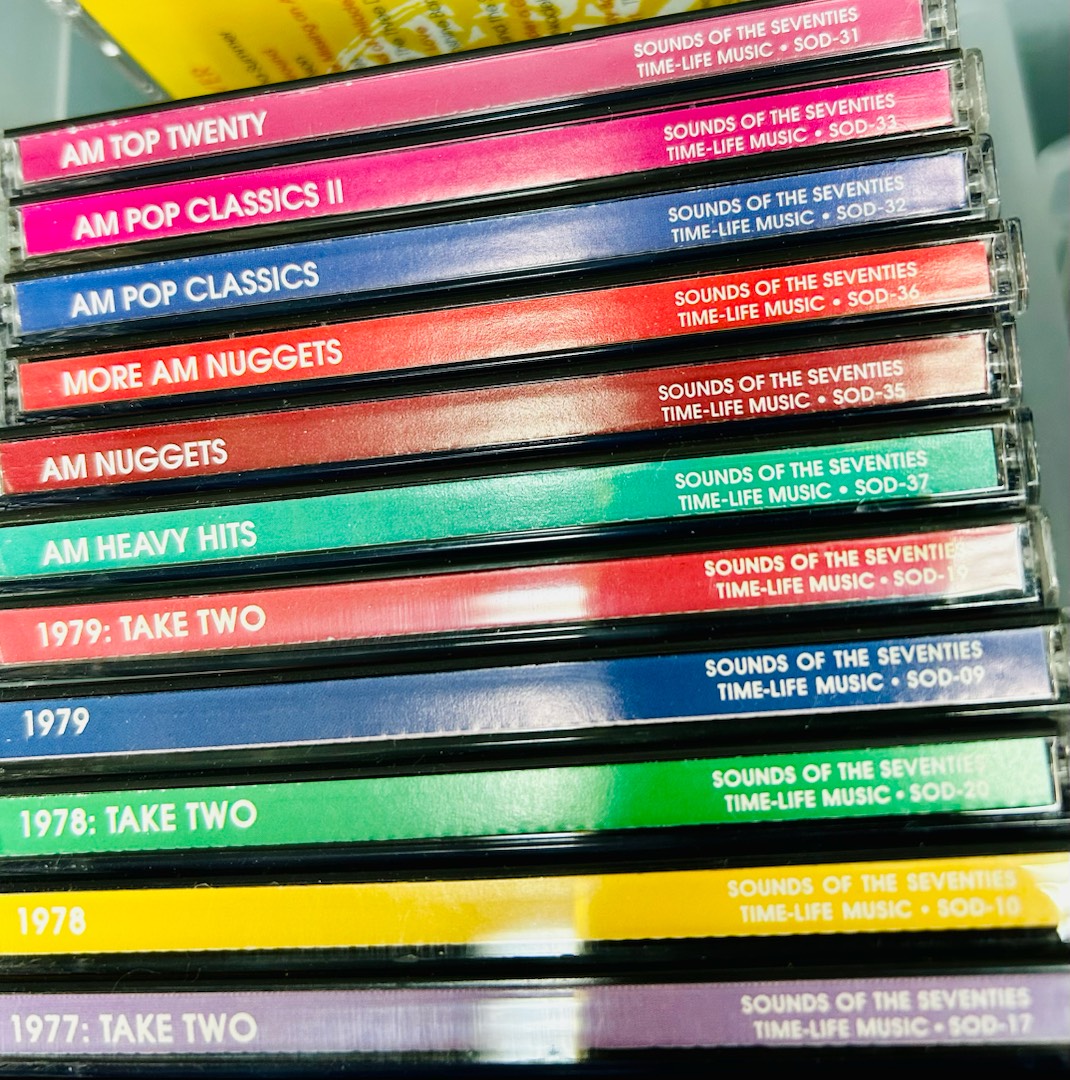 AM TOP TWENTY
SOUNDS OF THE SEVENTIES
TIME-LIFE MUSIC • SOD-31
AM POP CLASSICS II
SOUNDS OF THE SEVENTIES
TIME-LIFE MUSIC • SOD-33
AM POP CLASSICS
SOUNDS OF THE SEVENTIES
TIME-LIFE MUSIC • SOD-32
MORE AM NUGGETS
SOUNDS OF THE SEVENTIES
TIME-LIFE MUSIC • SOD-36
AM NUGGETS
SOUNDS OF THE SEVENTIES
TIME-LIFE MUSIC • SOD-35
AM HEAVY HITS
SOUNDS OF THE SEVENTIES
TIME-LIFE MUSIC • SOD-37
1979: TAKE TWO
SOUNDS OF THE SEVENTIES
TIME-LIFE MUSIC • SOD-19
1979
SOUNDS OF THE SEVENTIES
TIME-LIFE MUSIC • SOD-09
1978: TAKE TWO
SOUNDS OF THE SEVENTIES
TIME-LIFE MUSIC • SOD-20
1978
SOUNDS OF THE SEVENTIES
TIME-LIFE MUSIC • SOD-10
1977: TAKE TWO
SOUNDS OF THE SEVENTIES
TIME-LIFE MUSIC • SOD-17